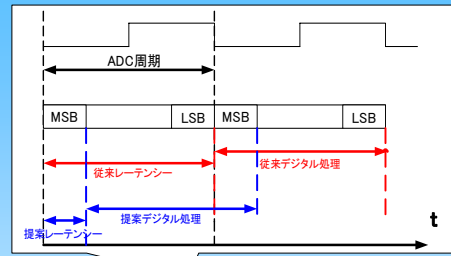 ADC周期
MSB LSB MSB LSB
従来レーテンシー 従来デジタル処理
提案デジタル処理
t
提案レーテンシー